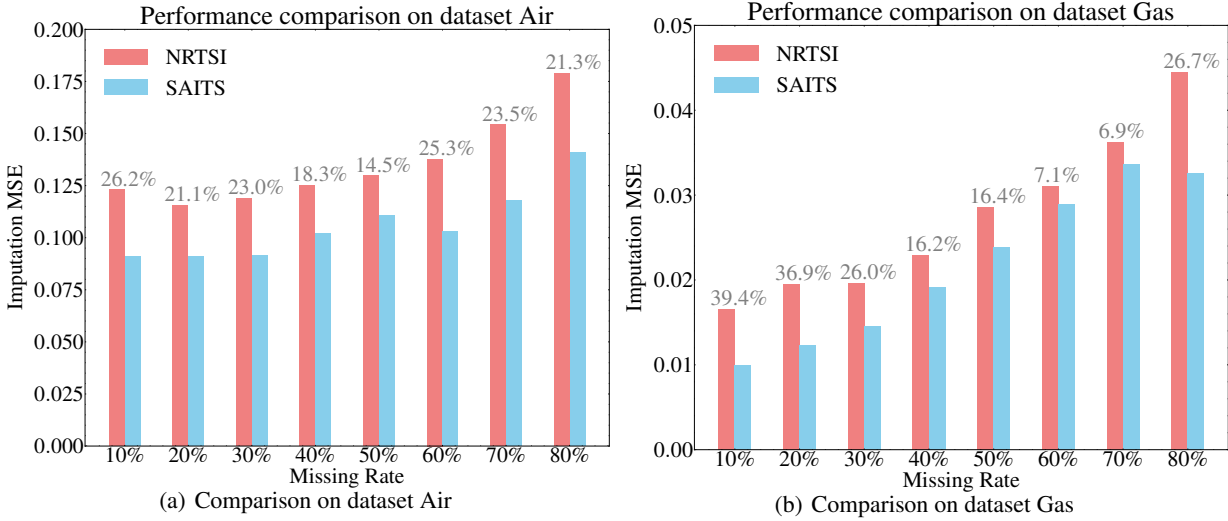 Performance comparison on dataset Air
NRTSI
SAITS
0.200
0.175
0.150
0.125
0.100
0.075
0.050
0.025
0.000
Imputation MSE
26.2%
21.1%
23.0%
18.3%
14.5%
25.3%
23.5%
21.3%
10% 20% 30% 40% 50% 60% 70% 80%
Missing Rate
(a) Comparison on dataset Air
Performance comparison on dataset Gas
NRTSI
SAITS
0.05
0.04
0.03
0.02
0.01
0.00
Imputation MSE
39.4%
36.9%
26.0%
16.2%
16.4%
7.1%
6.9%
26.7%
10% 20% 30% 40% 50% 60% 70% 80%
Missing Rate
(b) Comparison on dataset Gas